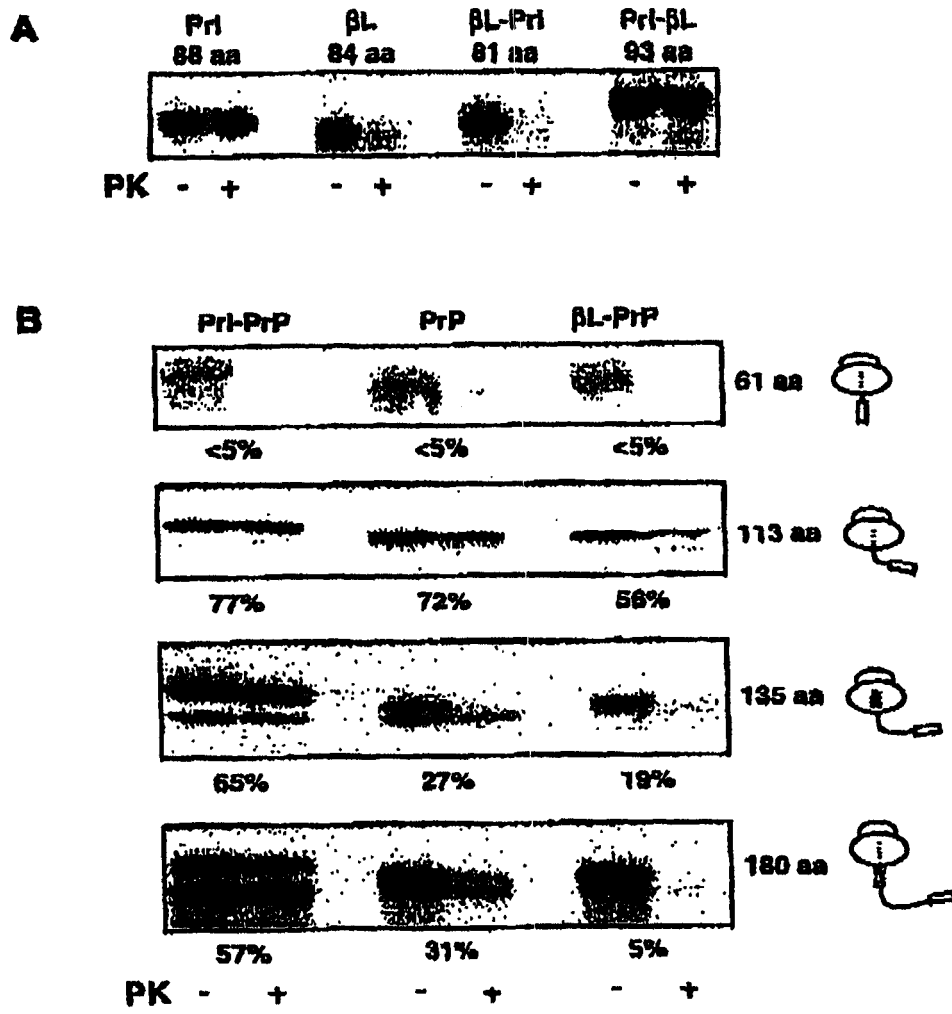 A
Prl βL βL-Prl Prl-βL
88 aa 84 aa 81 aa 93 aa
PK - + - + - + - +
B
Prl-PrP PrP βL-PrP
61 aa
<5% <5% <5%
113 aa
77% 72% 56%
135 aa
65% 27% 19%
180 aa
57% 31% 5%
PK - + - + - +